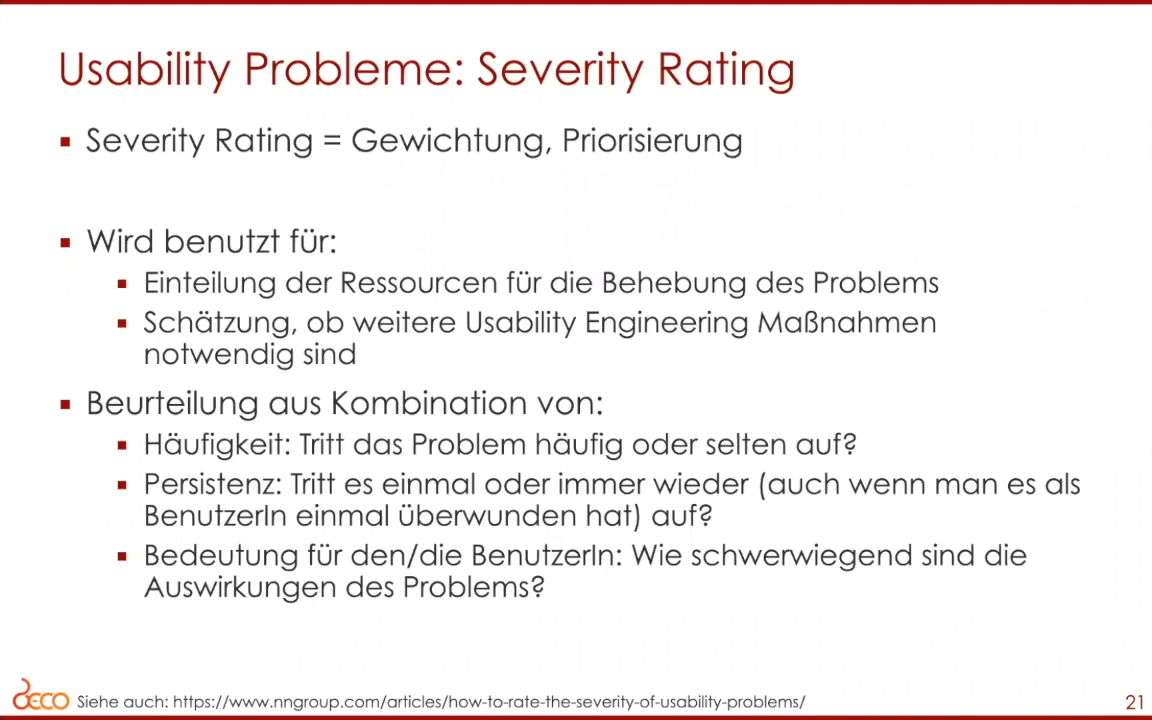 Usability Probleme: Severity Rating
Severity Rating = Gewichtung, Priorisierung
Wird benutzt für:
Einteilung der Ressourcen für die Behebung des Problems
Schätzung, ob weitere Usability Engineering Maßnahmen
notwendig sind
Beurteilung aus Kombination von:
Häufigkeit: Tritt das Problem häufig oder selten auf?
Persistenz: Tritt es einmal oder immer wieder (auch wenn man es als
BenutzerIn einmal überwunden hat) auf?
Bedeutung für den/die BenutzerIn: Wie schwerwiegend sind die
Auswirkungen des Problems?
DECO Siehe auch: https://www.nngroup.com/articles/how-to-rate-the-severity-of-usability-problems/ 21